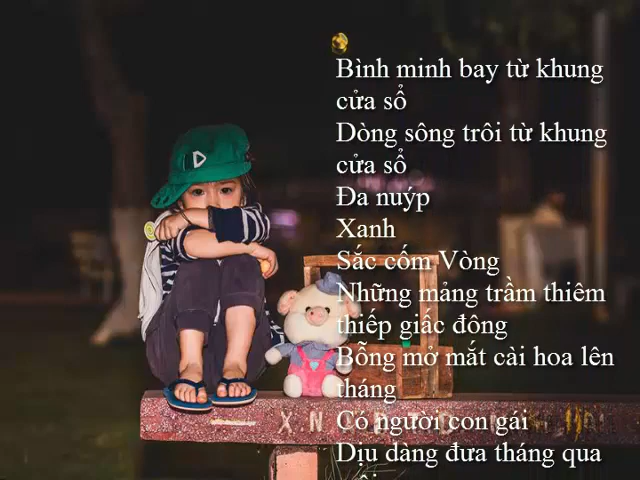 Bình minh bay từ khung
cửa sổ
Dòng sông trôi từ khung
cửa sổ
Đa nuýp
Xanh
Sắc cốm Vòng
Những mảng trầm thiêm
thiếp giấc đông
Bỗng mở mắt cài hoa lên
tháng
Có người con gái
Dịu dàng đưa tháng qua